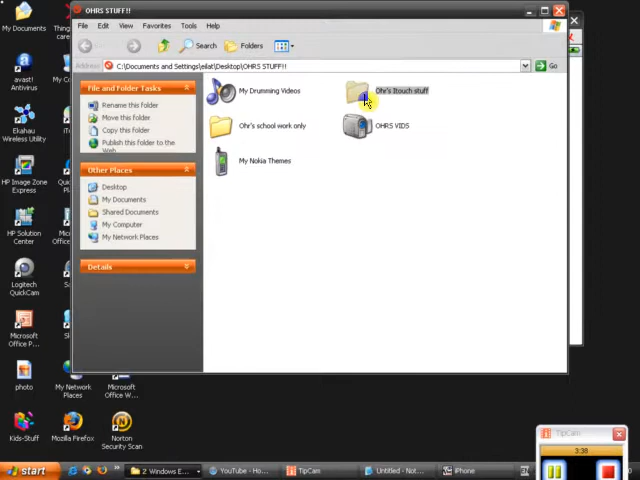 My Documents
avast!
Antivirus
Ekahau
Wireless Utility
HP Image Zone
Express
HP Solution
Center
Logitech
QuickCam
Microsoft
Office P...
photo
Kids-Stuff
My Network
Places
Mozilla Firefox
Microsoft
Office W...
Norton
Security Scan
OHRS STUFF!!
File Edit View Favorites Tools Help
Back Search Folders
Address C:\Documents and Settings\eilat\Desktop\OHRS STUFF!! Go
File and Folder Tasks
Rename this folder
Move this folder
Copy this folder
Publish this folder to the
Web
Other Places
Desktop
My Documents
Shared Documents
My Computer
My Network Places
Details
My Drumming Videos
Ohr's Itouch stuff
Ohr's school work only
OHRS VIDS
My Nokia Themes
TipCam
3:38
start
2 Windows E...
YouTube - Ho...
TipCam
Untitled - Not...
iPhone